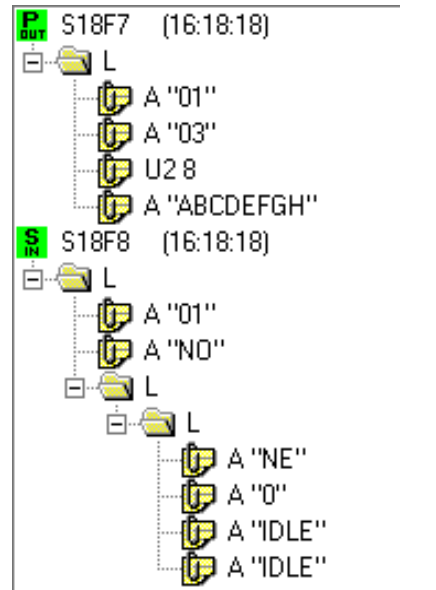 P OUT S18F7 (16:18:18)
L
A "01"
A "03"
U2 8
A "ABCDEFGH"
S IN S18F8 (16:18:18)
L
A "01"
A "NO"
L
L
A "NE"
A "0"
A "IDLE"
A "IDLE"